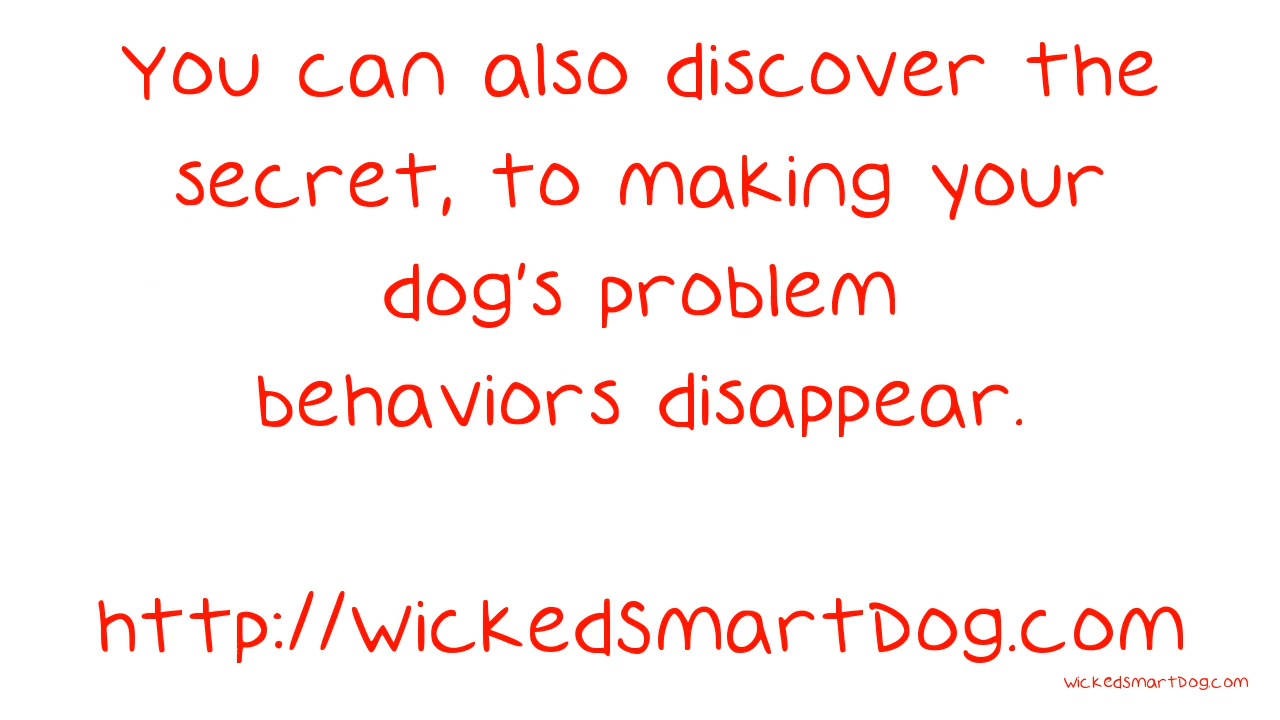 You can also discover the
secret, to making your
dog's problem
behaviors disappear.
http://WickedSmartDog.com
WickedSmartDog.com